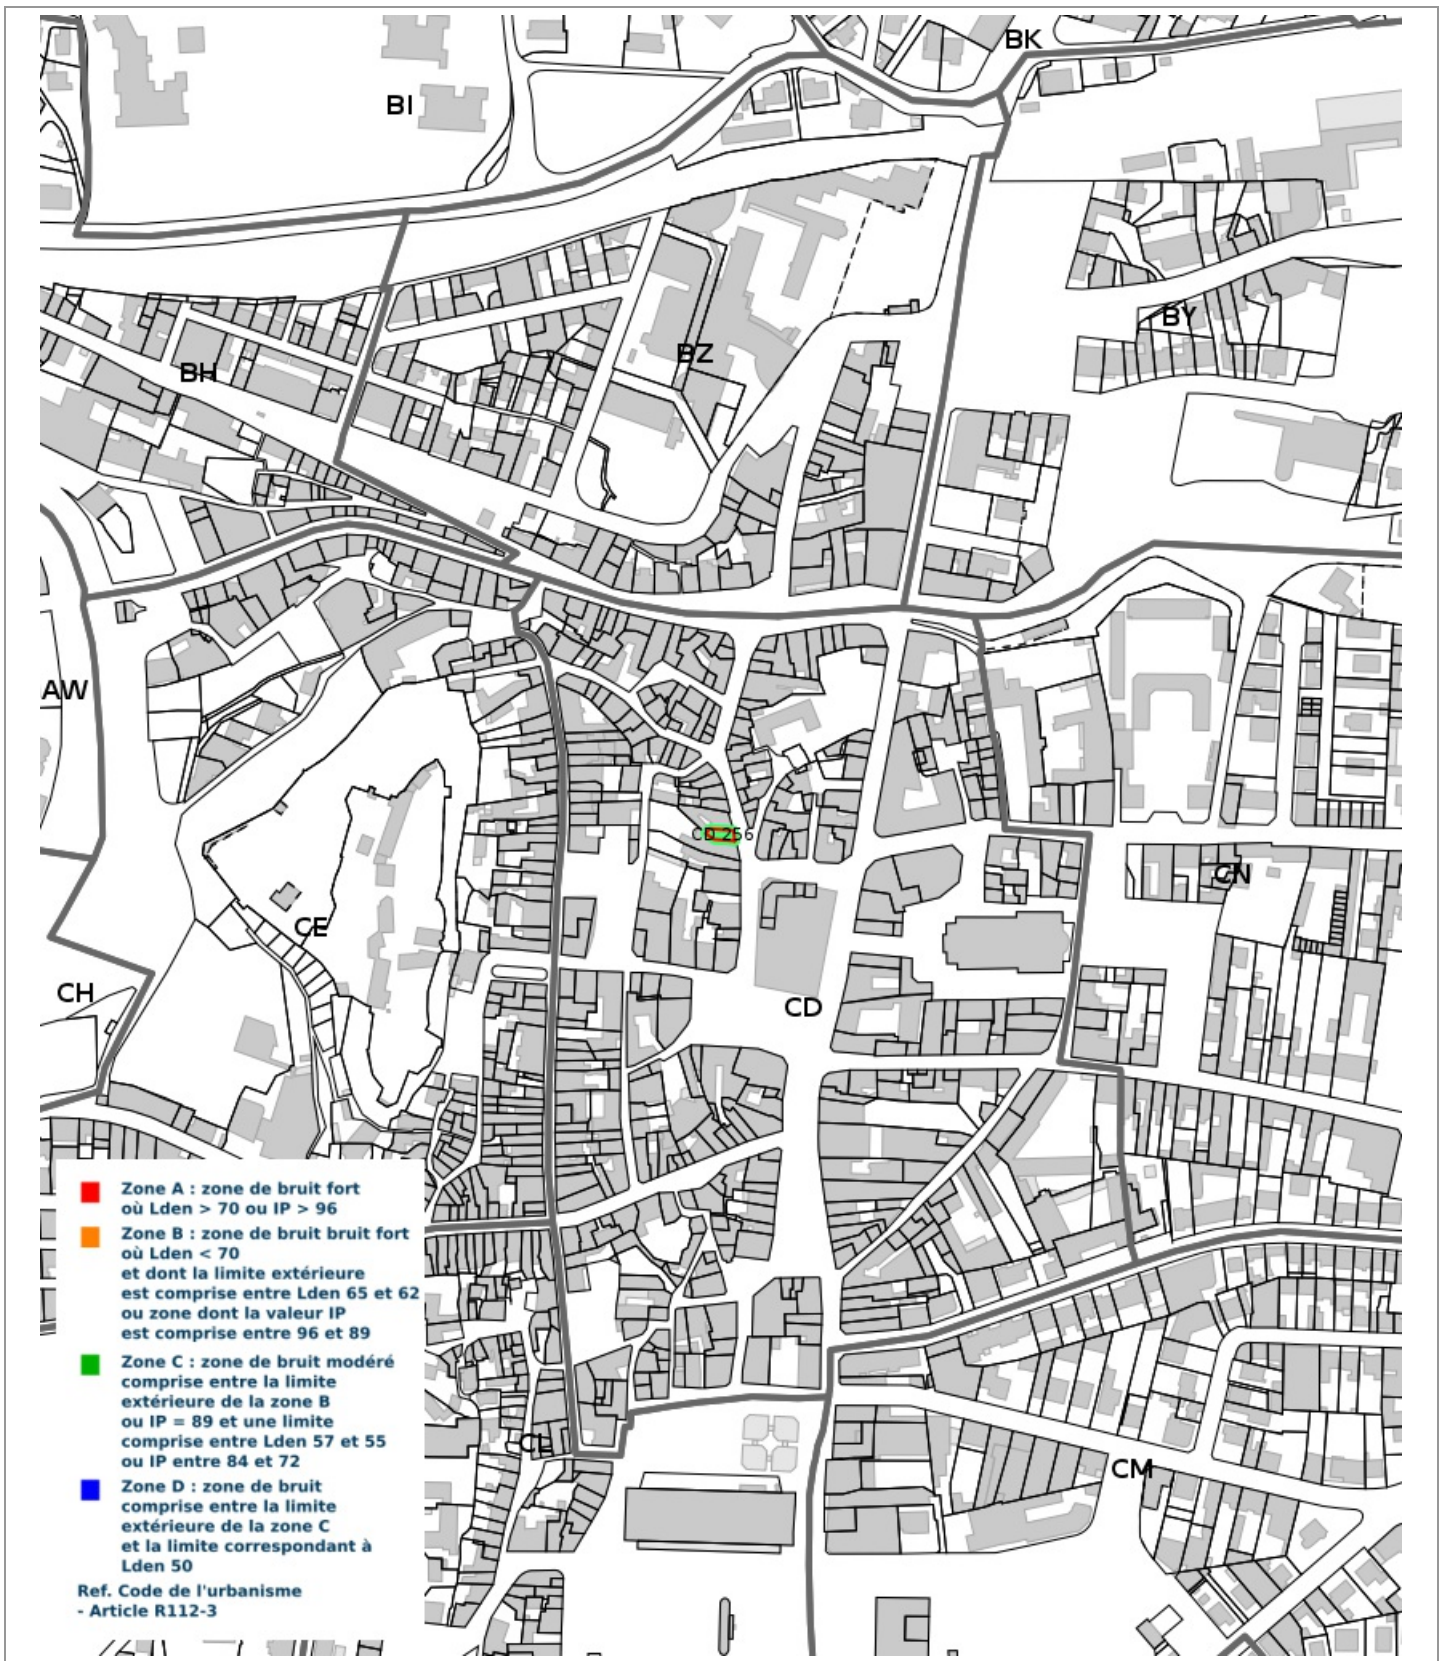 BK
BI
BZ
BY
BH
AW
CD 256
CN
CE
CH
CD
Zone A : zone de bruit fort
où Lden > 70 ou IP > 96
Zone B : zone de bruit bruit fort
où Lden < 70
et dont la limite extérieure
est comprise entre Lden 65 et 62
ou zone dont la valeur IP
est comprise entre 96 et 89
Zone C : zone de bruit modéré
comprise entre la limite
extérieure de la zone B
ou IP = 89 et une limite
comprise entre Lden 57 et 55
ou IP entre 84 et 72
CL
CM
Zone D : zone de bruit
comprise entre la limite
extérieure de la zone C
et la limite correspondant à
Lden 50
Ref. Code de l'urbanisme
- Article R112-3